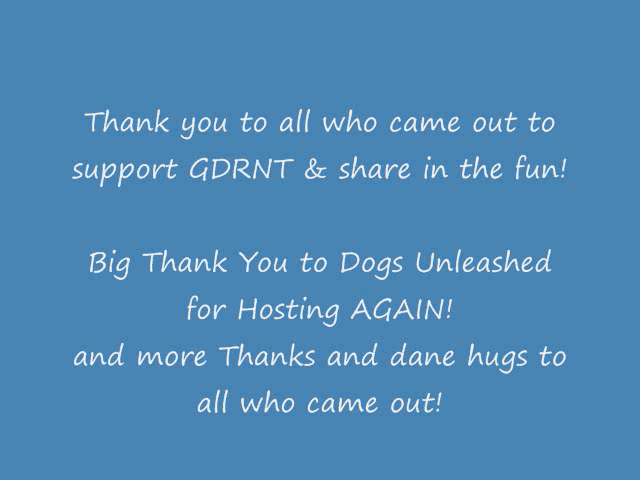 Thank you to all who came out to
support GDRNT & share in the fun!
Big Thank You to Dogs Unleashed
for Hosting AGAIN!
and more Thanks and dane hugs to
all who came out!